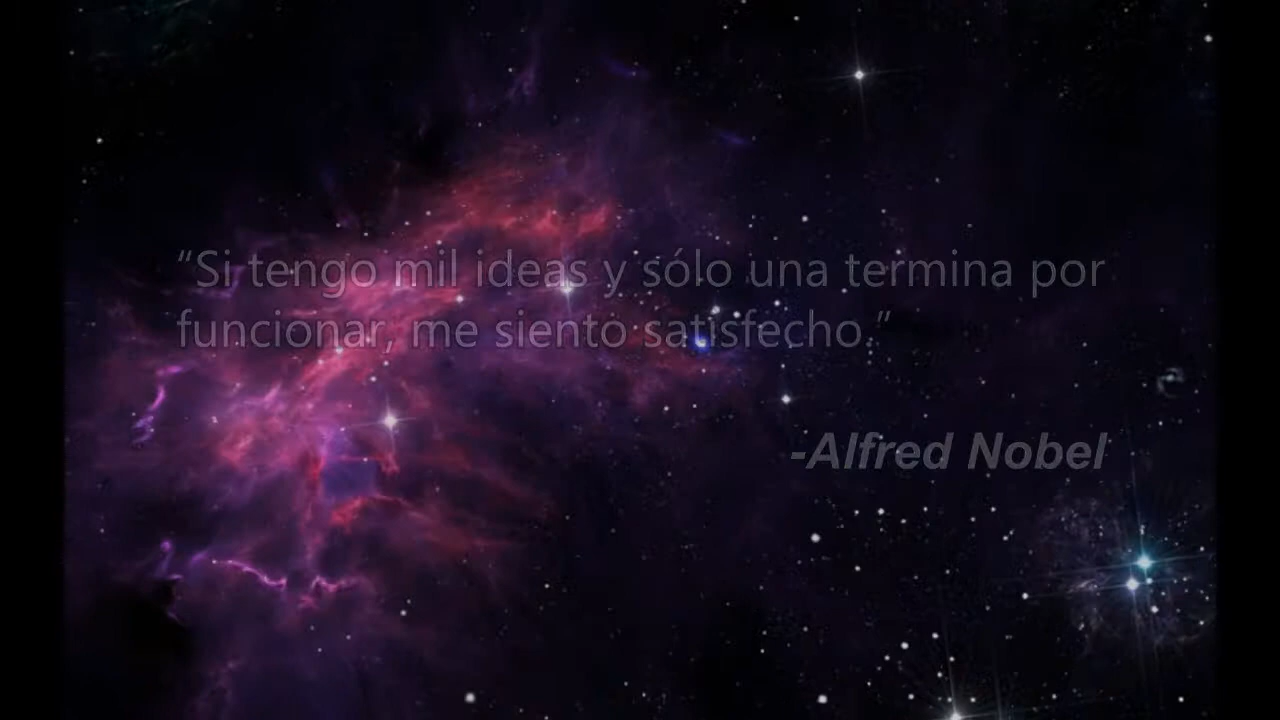 “Si tengo mil ideas y sólo una termina por
funcionar, me siento satisfecho.”
-Alfred Nobel